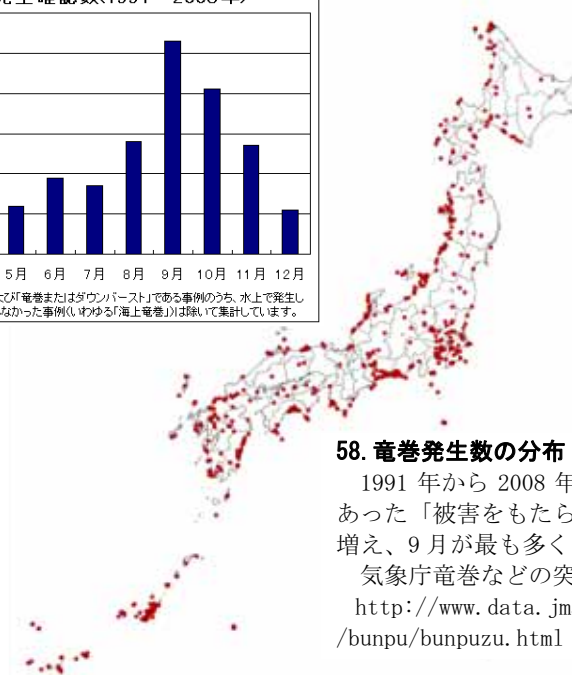 発生確認数(1991～2008年)
5月 6月 7月 8月 9月 10月 11月 12月
び「竜巻またはダウンバースト」である事例のうち、水上で発生し
なかった事例(いわゆる「海上竜巻」)は除いて集計しています。
58. 竜巻発生数の分布
1991 年から 2008 年
あった「被害をもたら
増え、9 月が最も多く
気象庁竜巻などの突
http://www.data.jm
/bunpu/bunpuzu.html